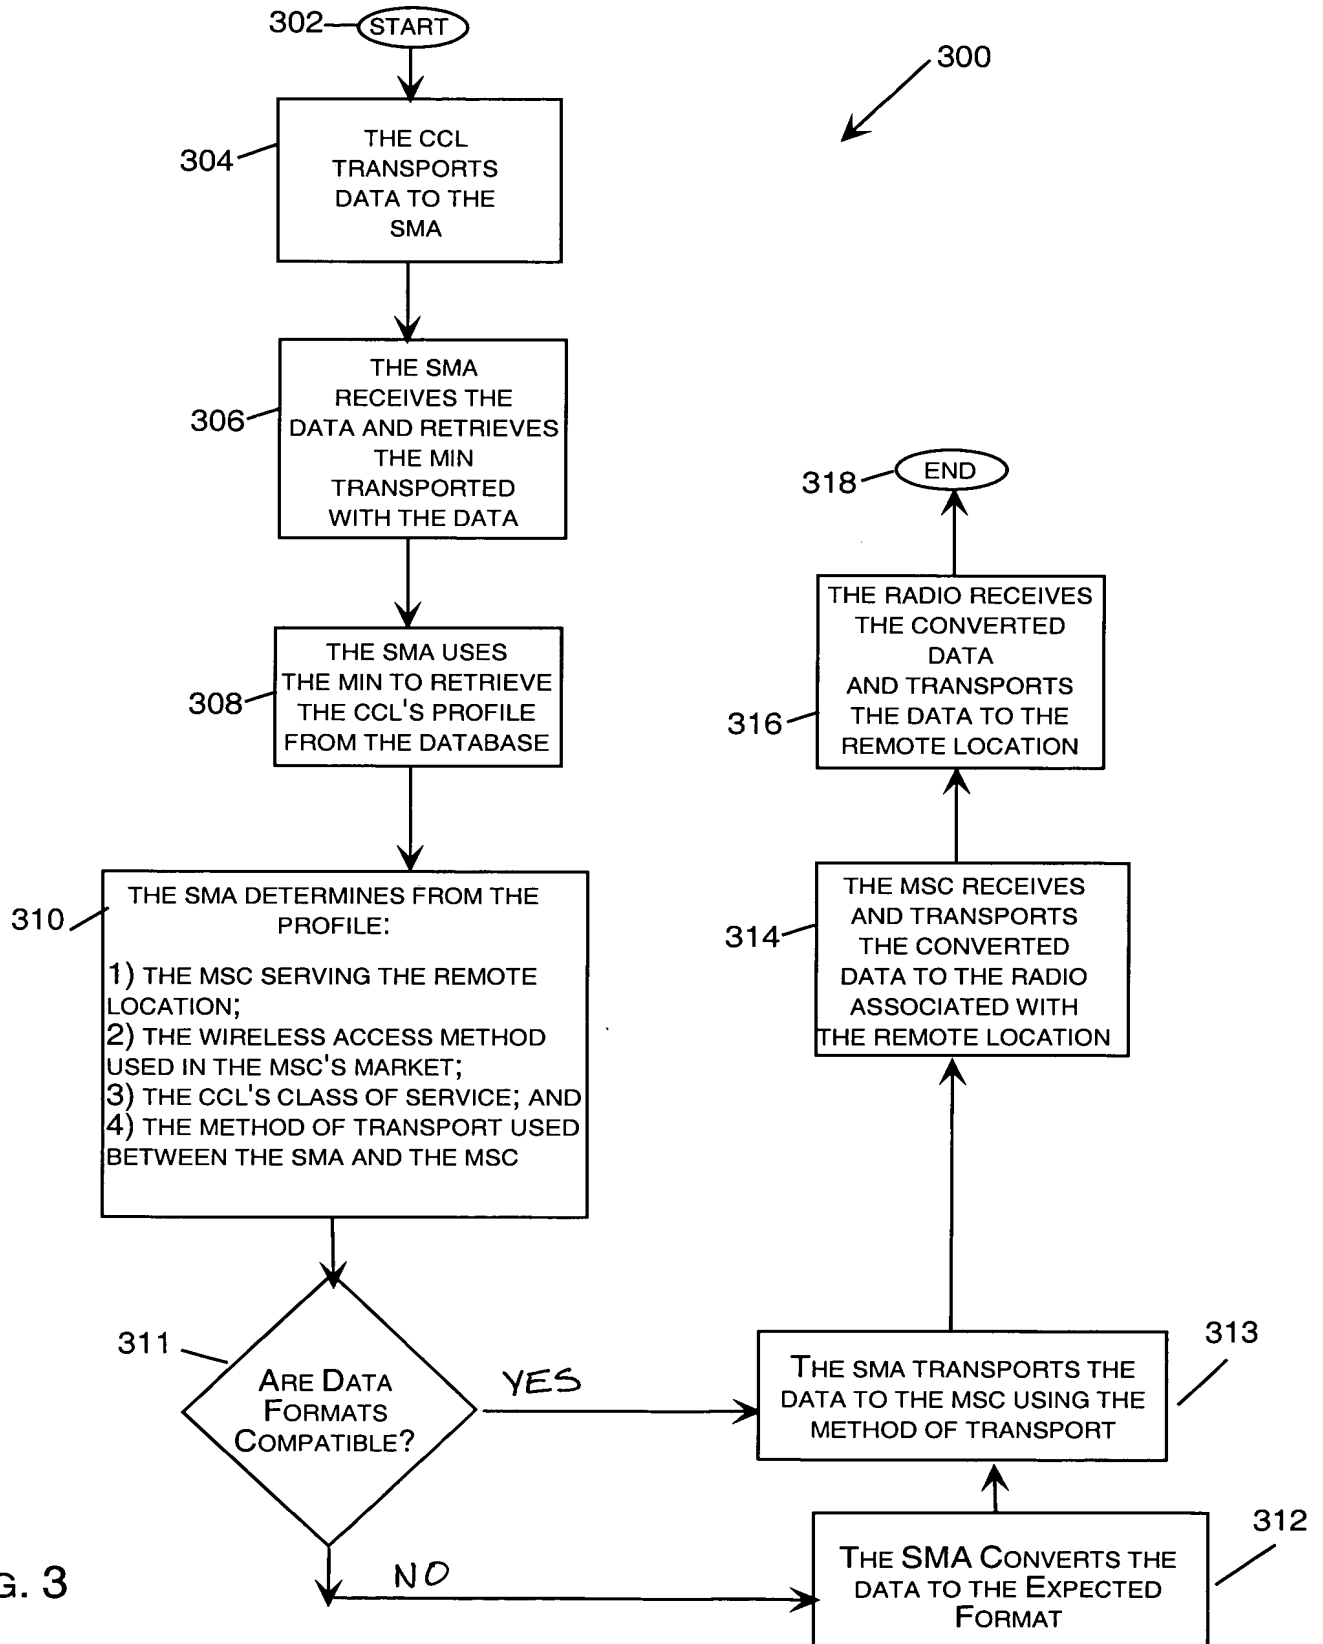 302
START
300
304
THE CCL
TRANSPORTS
DATA TO THE
SMA
306
THE SMA
RECEIVES THE
DATA AND RETRIEVES
THE MIN
TRANSPORTED
WITH THE DATA
308
THE SMA USES
THE MIN TO RETRIEVE
THE CCL'S PROFILE
FROM THE DATABASE
310
THE SMA DETERMINES FROM THE
PROFILE:
1) THE MSC SERVING THE REMOTE
LOCATION;
2) THE WIRELESS ACCESS METHOD
USED IN THE MSC'S MARKET;
3) THE CCL'S CLASS OF SERVICE; AND
4) THE METHOD OF TRANSPORT USED
BETWEEN THE SMA AND THE MSC
311
ARE DATA
FORMATS
COMPATIBLE?
YES
NO
318
END
316
THE RADIO RECEIVES
THE CONVERTED
DATA
AND TRANSPORTS
THE DATA TO THE
REMOTE LOCATION
314
THE MSC RECEIVES
AND TRANSPORTS
THE CONVERTED
DATA TO THE RADIO
ASSOCIATED WITH
THE REMOTE LOCATION
313
THE SMA TRANSPORTS THE
DATA TO THE MSC USING THE
METHOD OF TRANSPORT
312
THE SMA CONVERTS THE
DATA TO THE EXPECTED
FORMAT
G. 3